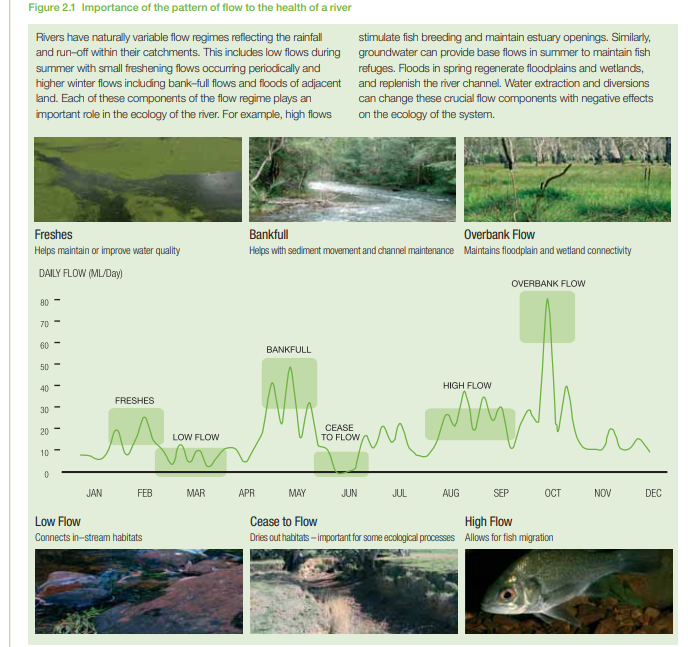 Figure 2.1 Importance of the pattern of flow to the health of a river
Rivers have naturally variable flow regimes reflecting the rainfall
and run–off within their catchments. This includes low flows during
summer with small freshening flows occurring periodically and
higher winter flows including bank–full flows and floods of adjacent
land. Each of these components of the flow regime plays an
important role in the ecology of the river. For example, high flows
stimulate fish breeding and maintain estuary openings. Similarly,
groundwater can provide base flows in summer to maintain fish
refuges. Floods in spring regenerate floodplains and wetlands,
and replenish the river channel. Water extraction and diversions
can change these crucial flow components with negative effects
on the ecology of the system.
Freshes
Helps maintain or improve water quality
Bankfull
Helps with sediment movement and channel maintenance
Overbank Flow
Maintains floodplain and wetland connectivity
DAILY FLOW (ML/Day)
80
70
60
50
40
30
20
10
0
FRESHES
LOW FLOW
BANKFULL
CEASE
TO FLOW
HIGH FLOW
OVERBANK FLOW
JAN FEB MAR APR MAY JUN JUL AUG SEP OCT NOV DEC
Low Flow
Connects in–stream habitats
Cease to Flow
Dries out habitats – important for some ecological processes
High Flow
Allows for fish migration